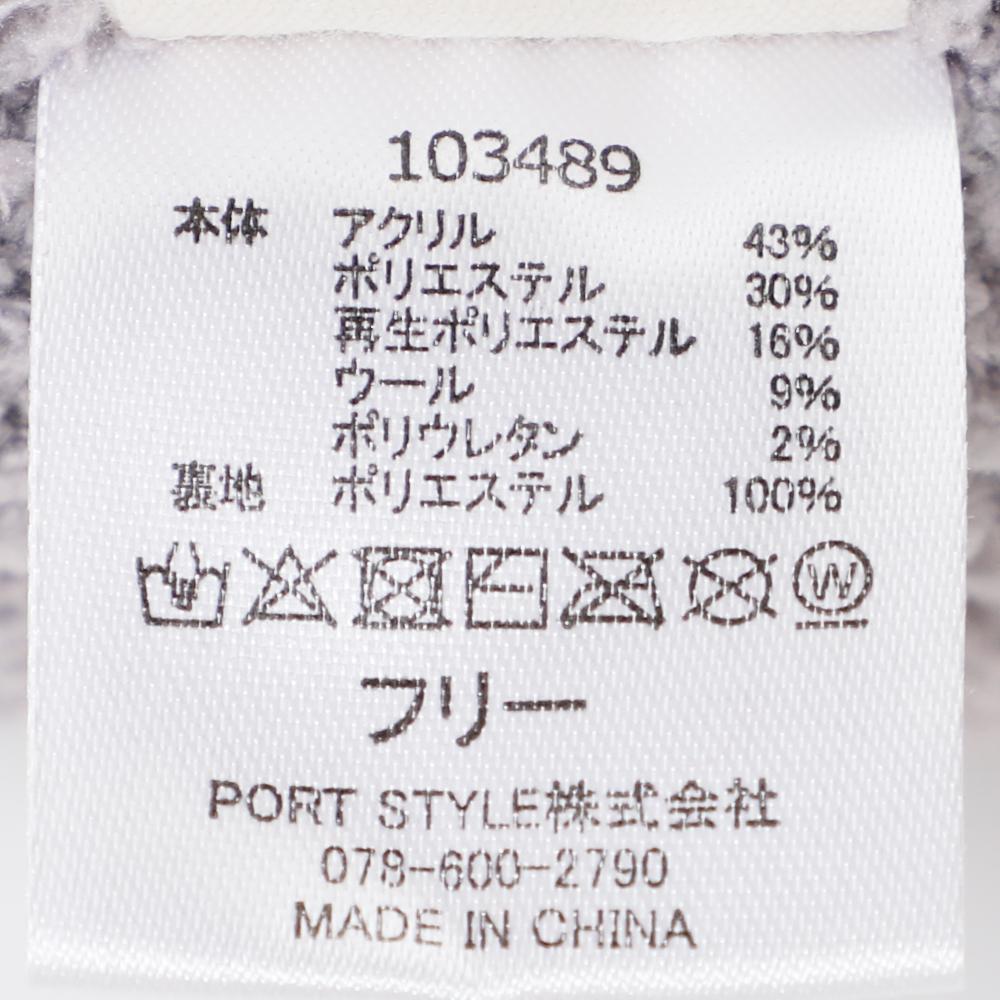 103489
本体 アクリル 43%
ポリエステル 30%
再生ポリエステル 16%
ウール 9%
ポリウレタン 2%
裏地 ポリエステル 100%
W
フリー
PORT STYLE株式会社
078-600-2790
MADE IN CHINA